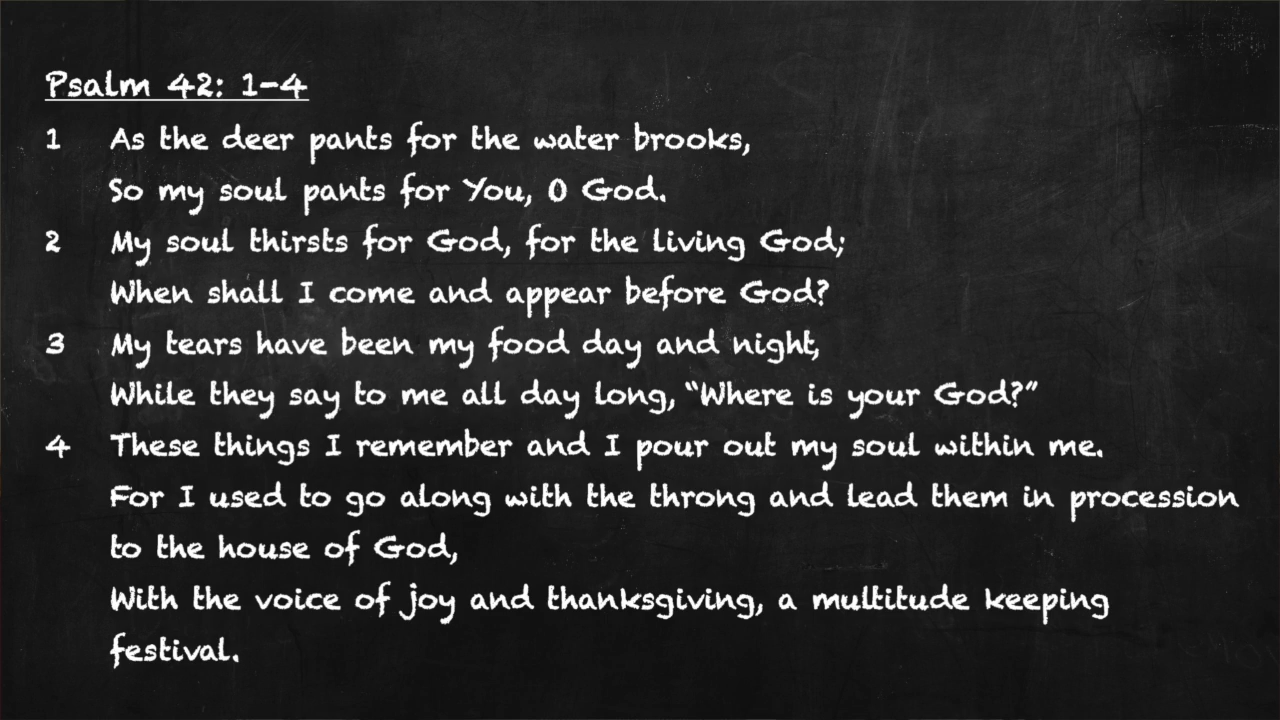 Psalm 42: 1-4
1 As the deer pants for the water brooks,
So my soul pants for You, O God.
2 My soul thirsts for God, for the living God;
When shall I come and appear before God?
3 My tears have been my food day and night,
While they say to me all day long, “Where is your God?”
4 These things I remember and I pour out my soul within me.
For I used to go along with the throng and lead them in procession
to the house of God,
With the voice of joy and thanksgiving, a multitude keeping
festival.